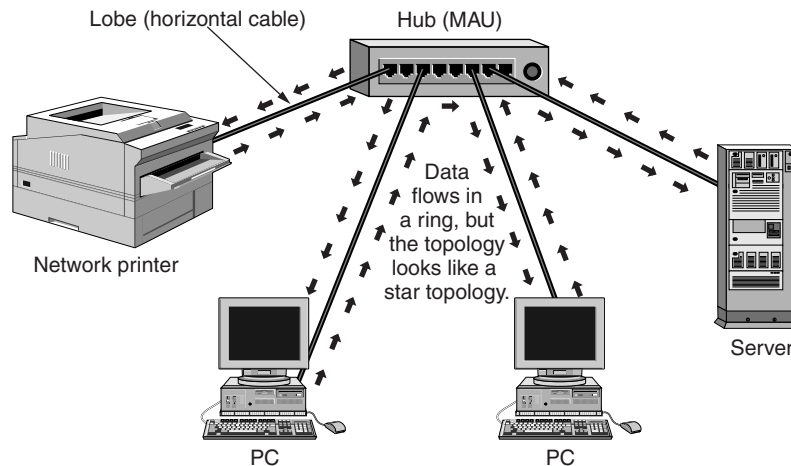 Lobe (horizontal cable)
Hub (MAU)
Data
flows in
a ring, but
the topology
looks like a
star topology.
Network printer
Server
PC
PC